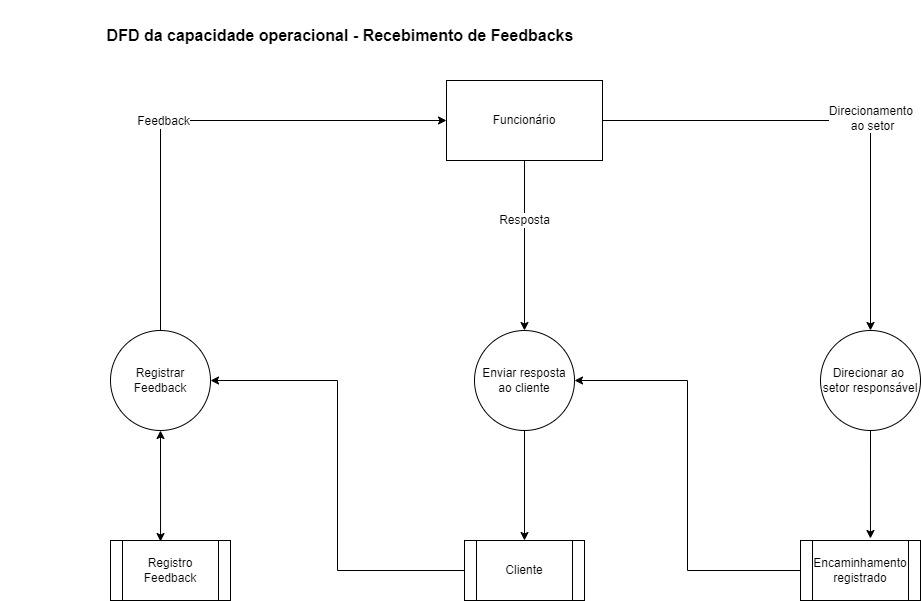 DFD da capacidade operacional - Recebimento de Feedbacks
Feedback
Funcionário
Direcionamento
ao setor
Resposta
Registrar
Feedback
Enviar resposta
ao cliente
Direcionar ao
setor responsável
Registro
Feedback
Cliente
Encaminhamento
registrado